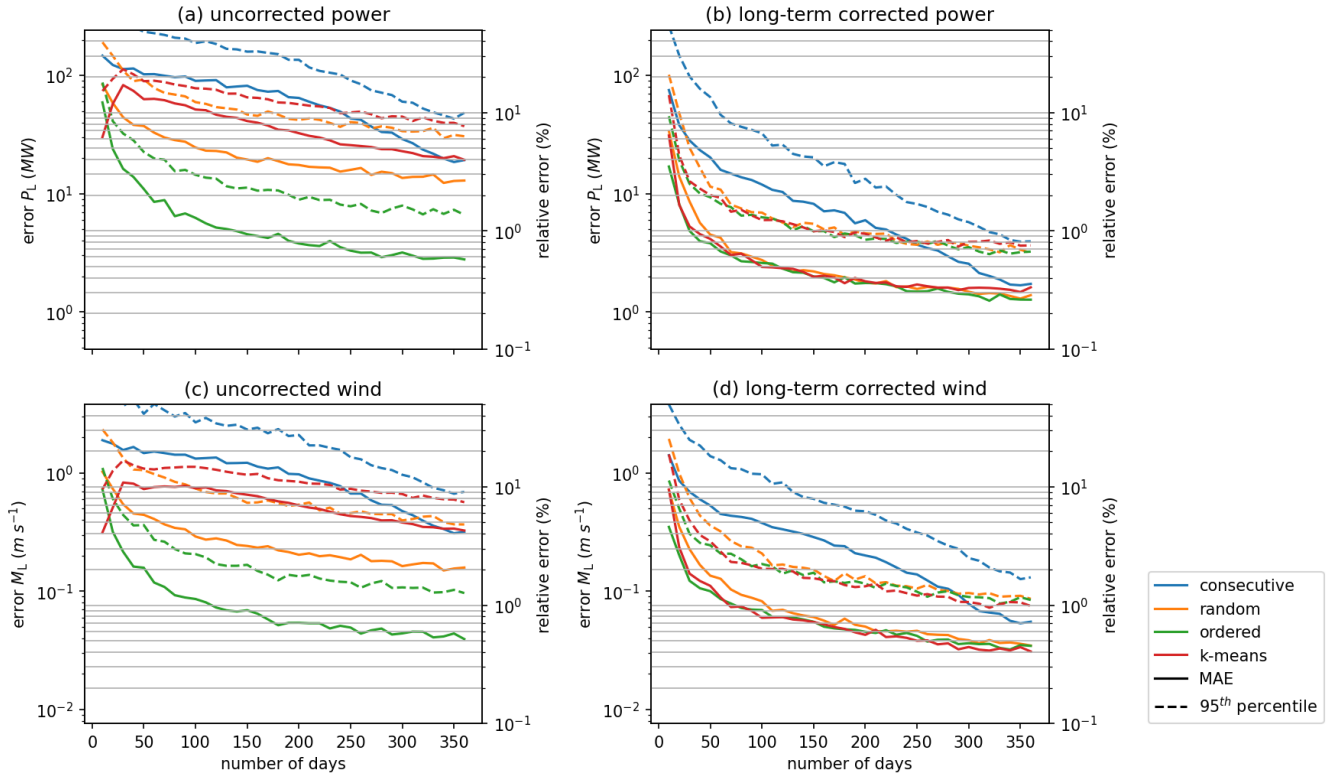 (a) uncorrected power
(b) long-term corrected power
error P_L (MW)
10²
10¹
10⁰
relative error (%)
10¹
10⁰
10⁻¹
error P_L (MW)
10²
10¹
10⁰
relative error (%)
10¹
10⁰
10⁻¹
(c) uncorrected wind
(d) long-term corrected wind
error M_L (m s⁻¹)
10⁰
10⁻¹
10⁻²
relative error (%)
10¹
10⁰
10⁻¹
error M_L (m s⁻¹)
10⁰
10⁻¹
10⁻²
relative error (%)
10¹
10⁰
10⁻¹
0 50 100 150 200 250 300 350
number of days
0 50 100 150 200 250 300 350
number of days
consecutive
random
ordered
k-means
MAE
95ᵗʰ percentile